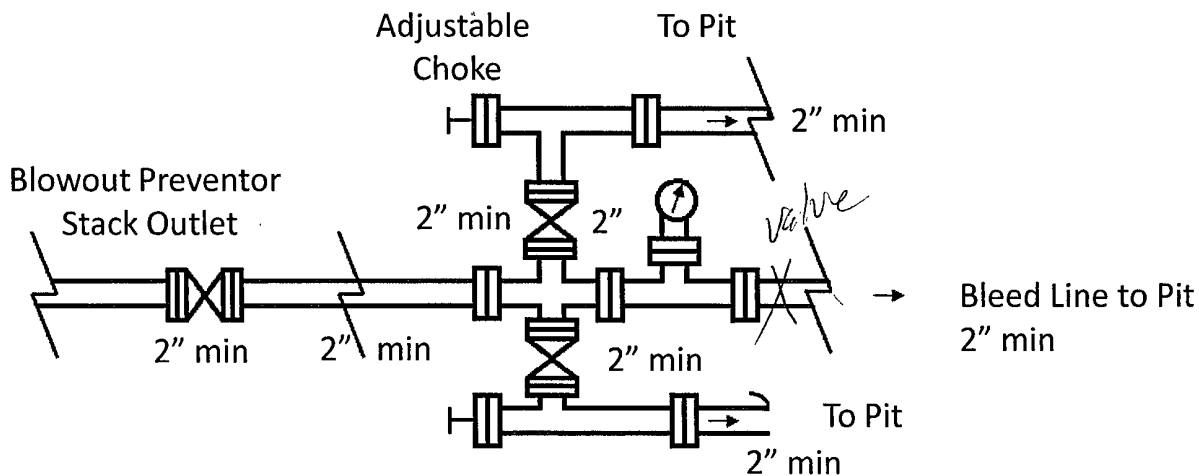 Adjustable
Choke
To Pit
2” min
Blowout Preventor
Stack Outlet
2” min
2”
valve
2” min
2” min
2” min
Bleed Line to Pit
2” min
To Pit
2” min